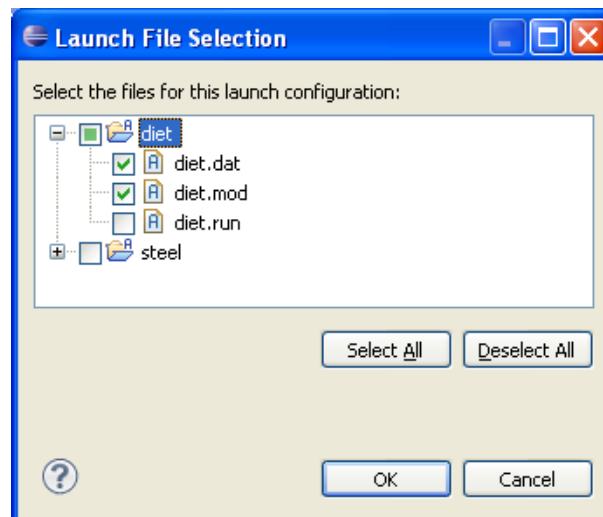 Launch File Selection
Select the files for this launch configuration:
diet
diet.dat
diet.mod
diet.run
steel
Select All
Deselect All
OK
Cancel